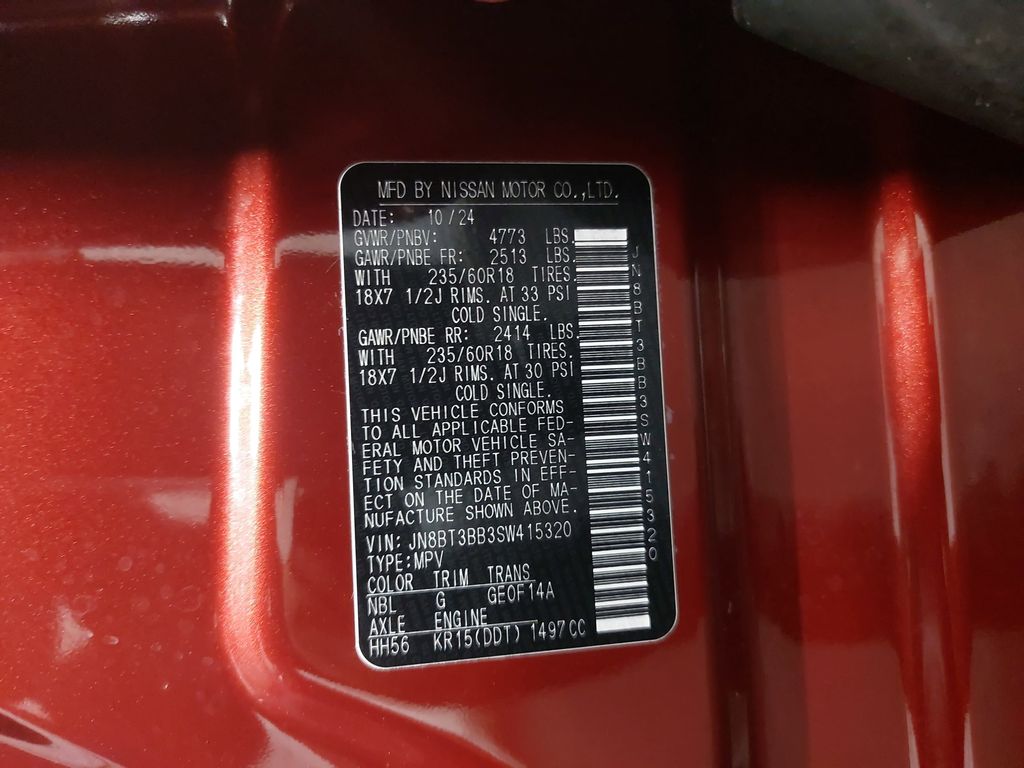 MFD BY NISSAN MOTOR CO.,LTD.
DATE: 10/24
GVWR/PNBV: 4773 LBS.
GAWR/PNBE FR: 2513 LBS.
WITH 235/60R18 TIRES.
18X7 1/2J RIMS. AT 33 PSI
COLD SINGLE.
GAWR/PNBE RR: 2414 LBS.
WITH 235/60R18 TIRES.
18X7 1/2J RIMS. AT 30 PSI
COLD SINGLE.
THIS VEHICLE CONFORMS
TO ALL APPLICABLE FED-
ERAL MOTOR VEHICLE SA-
FETY AND THEFT PREVEN-
TION STANDARDS IN EFF-
ECT ON THE DATE OF MA-
NUFACTURE SHOWN ABOVE.
VIN: JN8BT3BB3SW415320
TYPE:MPV
COLOR TRIM TRANS
NBL G GE0F14A
AXLE ENGINE
HH56 KR15(DDT) 1497CC
JN8BT3BB3SW415320